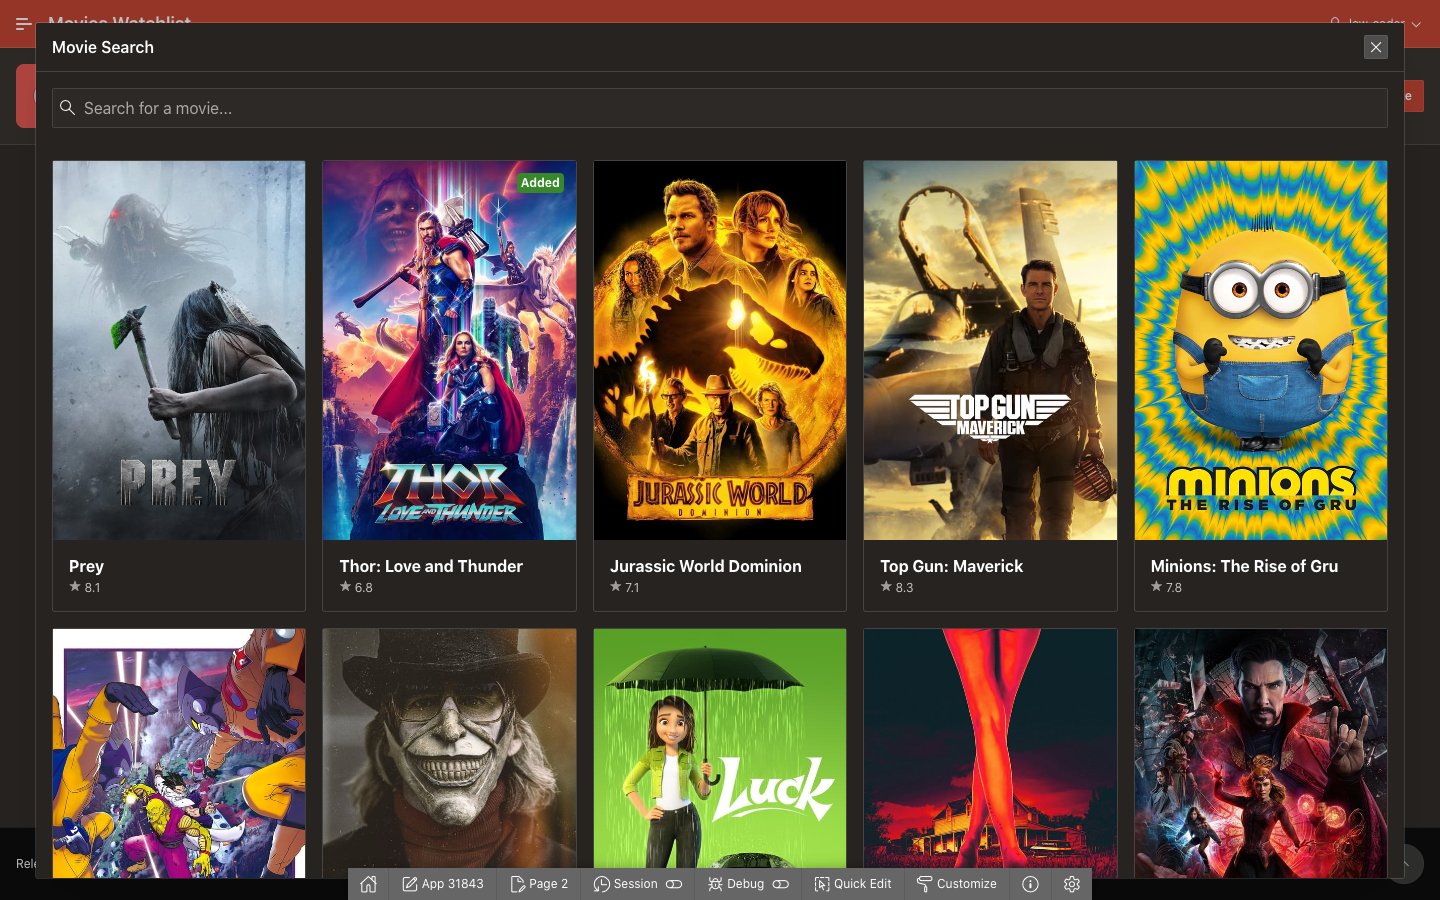 Movie Search
Search for a movie...
Added
PREY
THOR
LOVE AND THUNDER
JURASSIC WORLD
DOMINION
TOP GUN
MAVERICK
minions
THE RISE OF GRU
Prey
8.1
Thor: Love and Thunder
6.8
Jurassic World Dominion
7.1
Top Gun: Maverick
8.3
Minions: The Rise of Gru
7.8
Luck
App 31843
Page 2
Session
Debug
Quick Edit
Customize